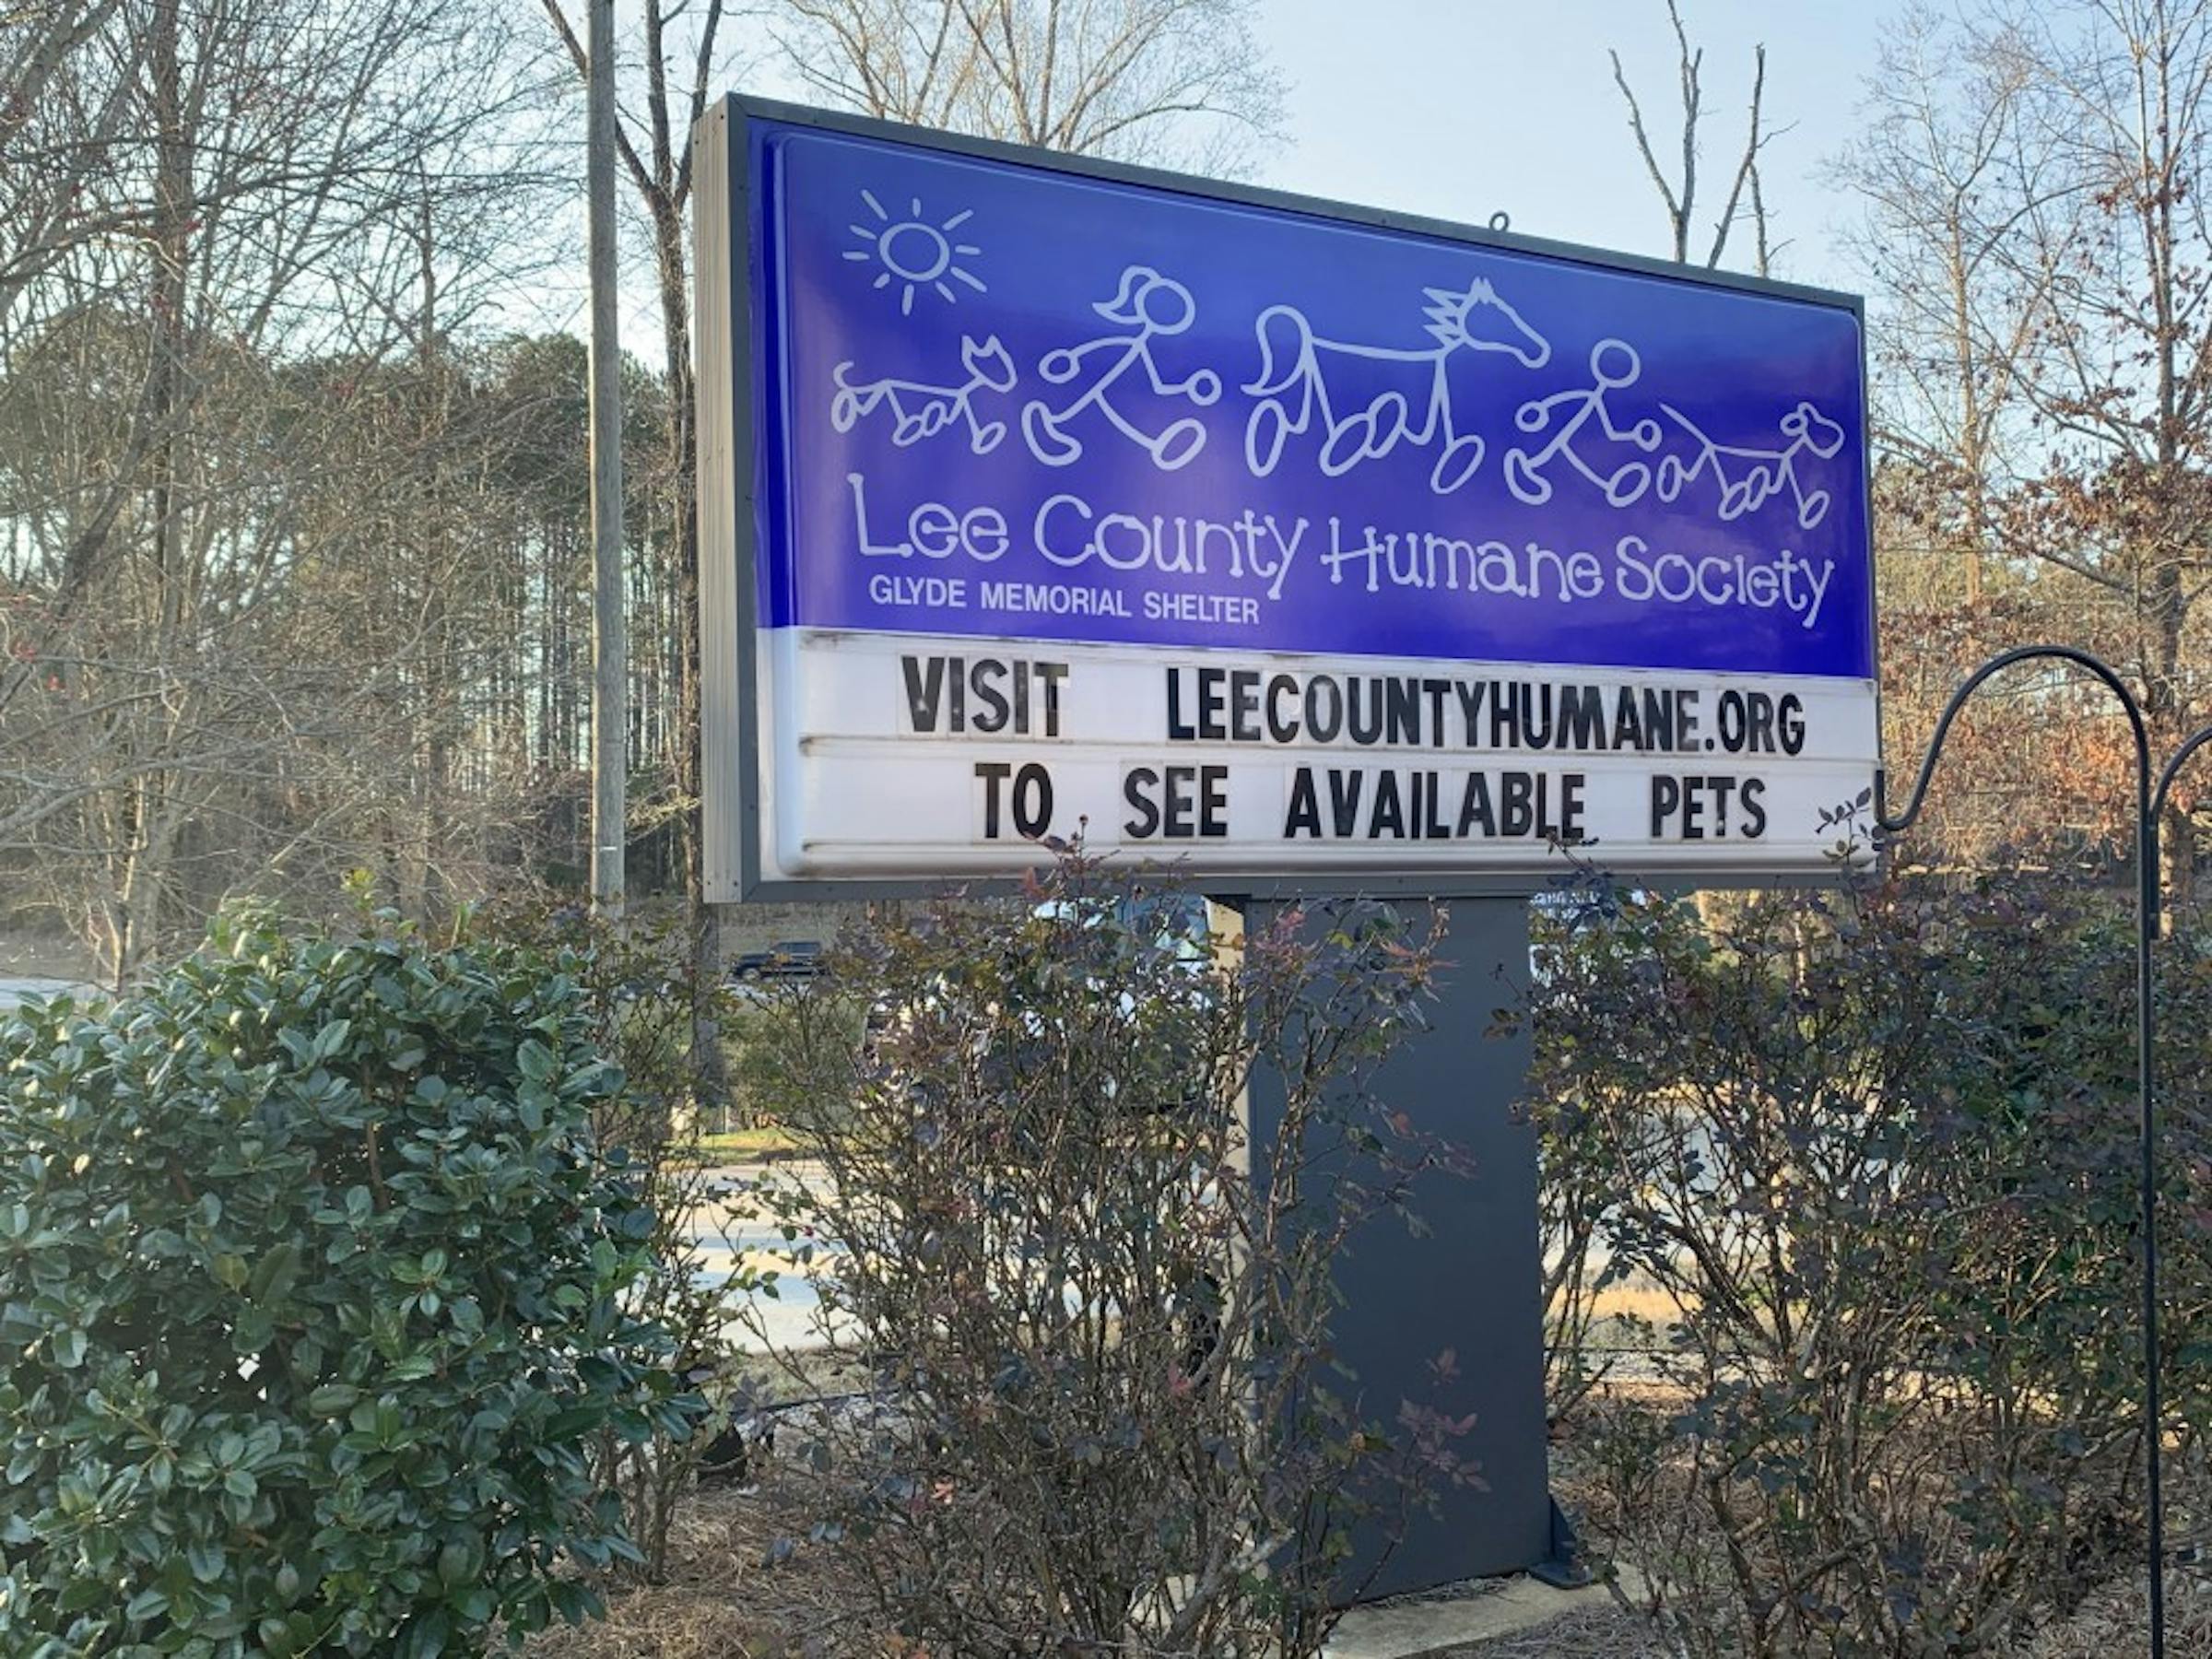 Lee County Humane Society
GLYDE MEMORIAL SHELTER
VISIT LEECOUNTYHUMANE.ORG
TO SEE AVAILABLE PETS